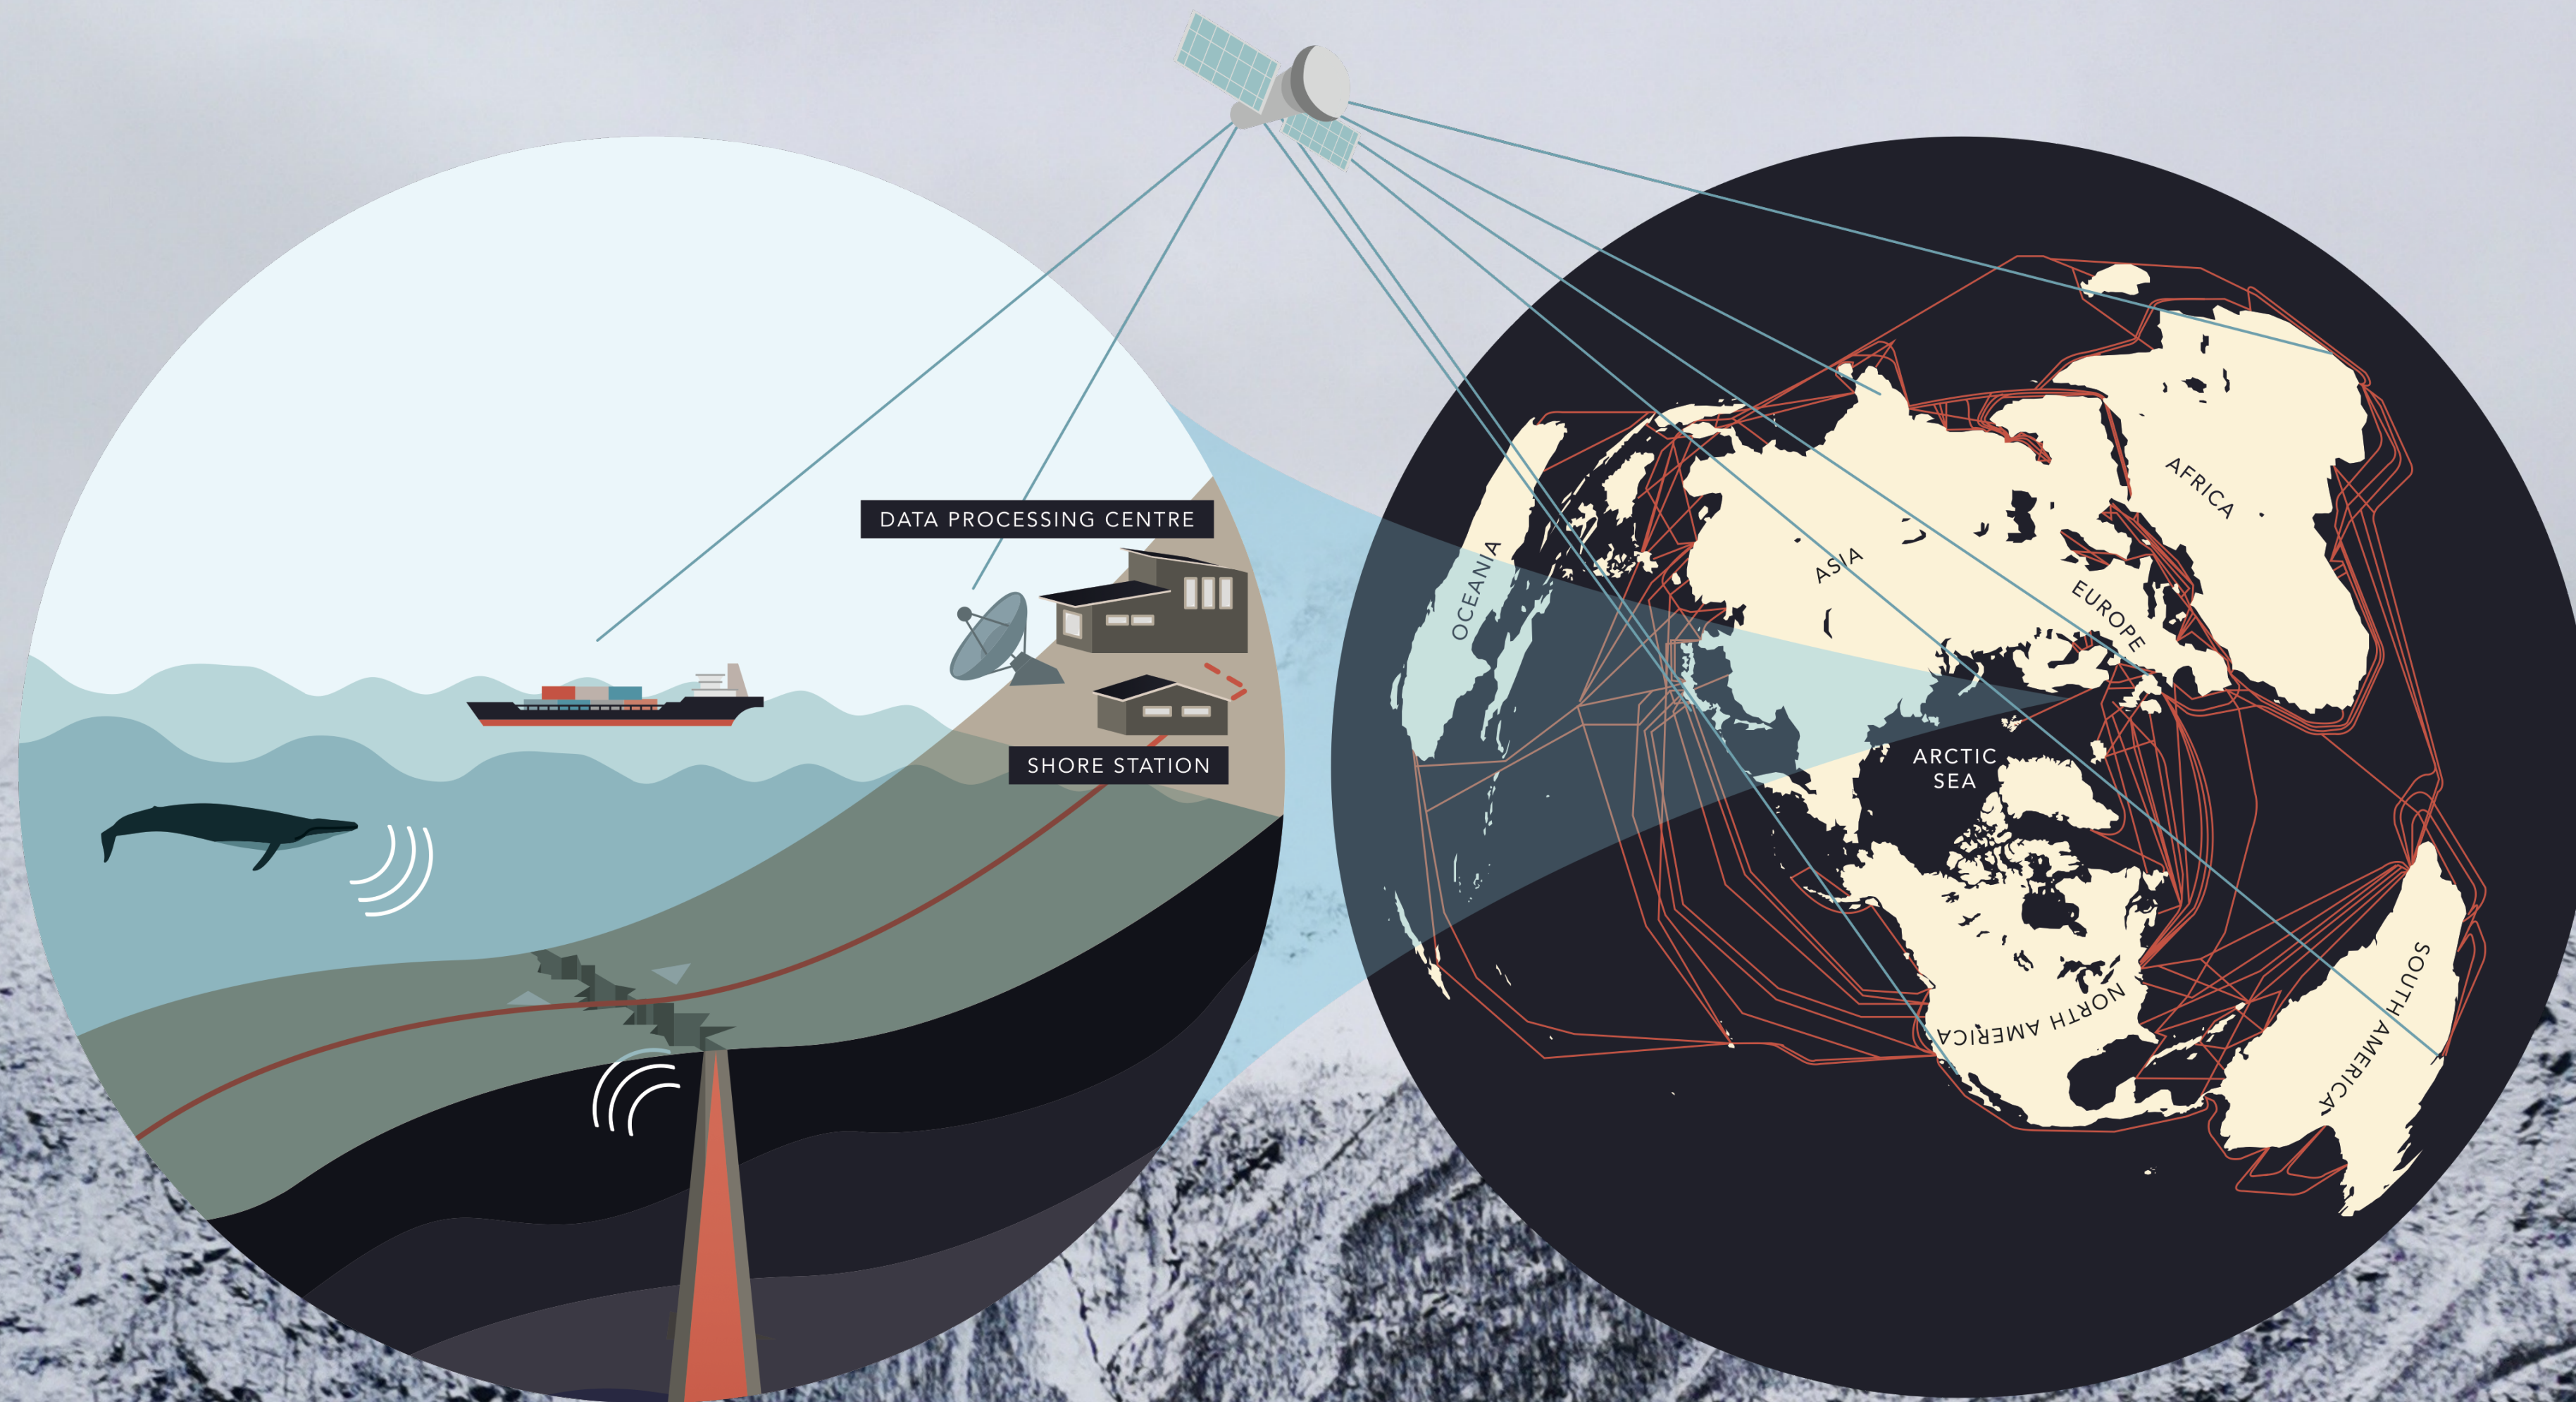 DATA PROCESSING CENTRE
SHORE STATION
OCEANIA
ASIA
EUROPE
AFRICA
ARCTIC
SEA
NORTH AMERICA
SOUTH AMERICA